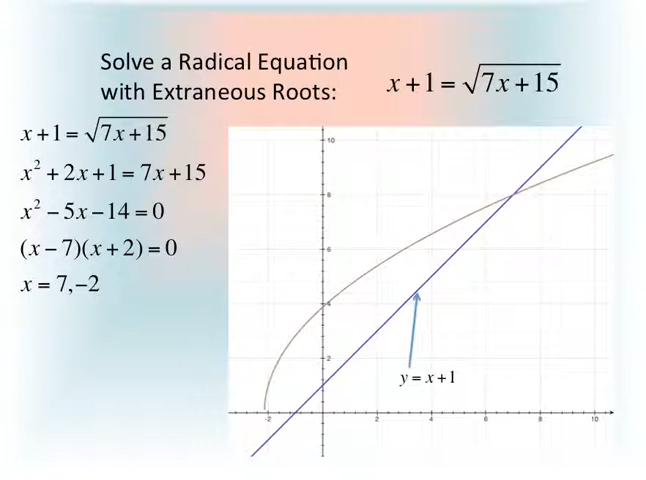 Solve a Radical Equation
with Extraneous Roots:
x + 1 = √(7x + 15)
x + 1 = √(7x + 15)
x² + 2x + 1 = 7x + 15
x² − 5x − 14 = 0
(x − 7)(x + 2) = 0
x = 7, −2
10
8
6
4
2
y = x + 1
-2 2 4 6 8 10